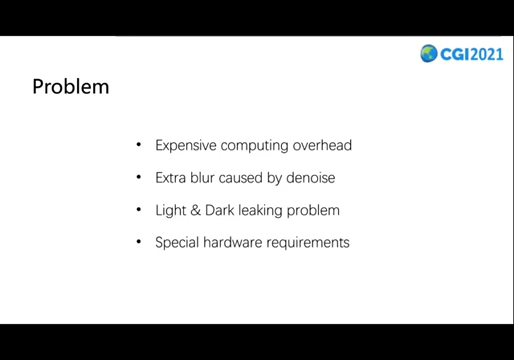 CGI2021
Problem
• Expensive computing overhead
• Extra blur caused by denoise
• Light & Dark leaking problem
• Special hardware requirements